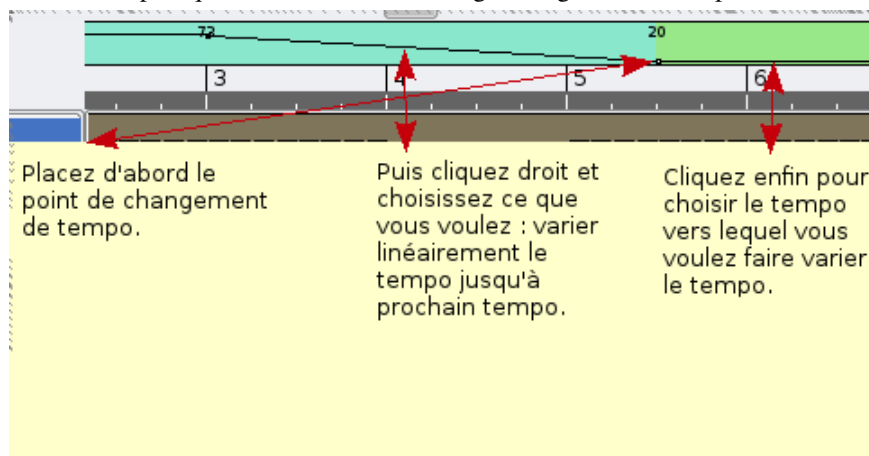 73
20
3
4
5
6
Placez d'abord le
point de changement
de tempo.
Puis cliquez droit et
choisissez ce que
vous voulez : varier
linéairement le
tempo jusqu'à
prochain tempo.
Cliquez enfin pour
choisir le tempo
vers lequel vous
voulez faire varier
le tempo.